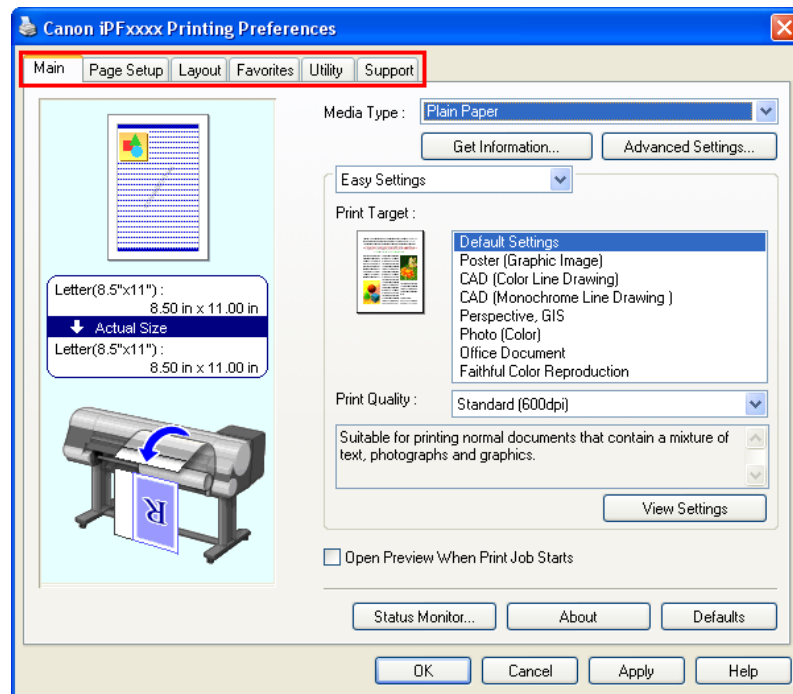 Canon iPFxxxx Printing Preferences
Main Page Setup Layout Favorites Utility Support
Media Type : Plain Paper
Get Information... Advanced Settings...
Easy Settings
Print Target :
Default Settings
Poster (Graphic Image)
CAD (Color Line Drawing)
CAD (Monochrome Line Drawing )
Perspective, GIS
Photo (Color)
Office Document
Faithful Color Reproduction
Letter(8.5"x11") :
8.50 in x 11.00 in
Actual Size
Letter(8.5"x11") :
8.50 in x 11.00 in
R
Print Quality : Standard (600dpi)
Suitable for printing normal documents that contain a mixture of
text, photographs and graphics.
View Settings
Open Preview When Print Job Starts
Status Monitor... About Defaults
OK Cancel Apply Help